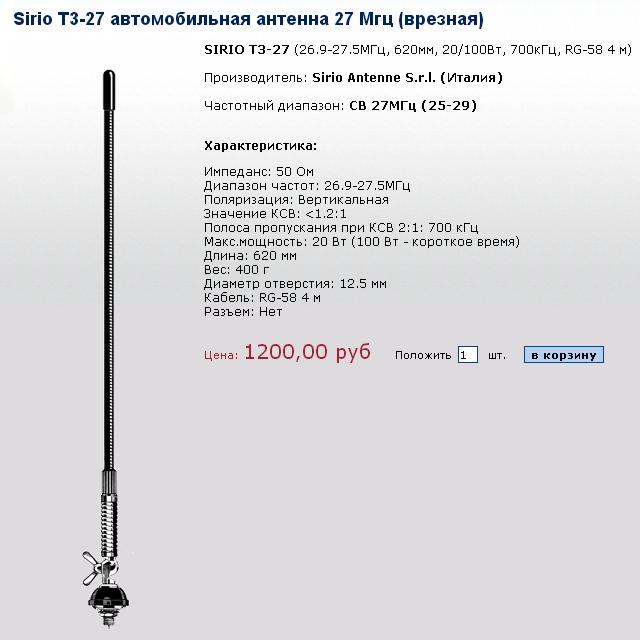 Sirio T3-27 автомобильная антенна 27 Мгц (врезная)
SIRIO T3-27 (26.9-27.5МГц, 620мм, 20/100Вт, 700кГц, RG-58 4 м)
Производитель: Sirio Antenne S.r.l. (Италия)
Частотный диапазон: CB 27МГц (25-29)
Характеристика:
Импеданс: 50 Ом
Диапазон частот: 26.9-27.5МГц
Поляризация: Вертикальная
Значение КСВ: <1.2:1
Полоса пропускания при КСВ 2:1: 700 кГц
Макс.мощность: 20 Вт (100 Вт - короткое время)
Длина: 620 мм
Вес: 400 г
Диаметр отверстия: 12.5 мм
Кабель: RG-58 4 м
Разъем: Нет
Цена: 1200,00 руб Положить 1 шт. в корзину